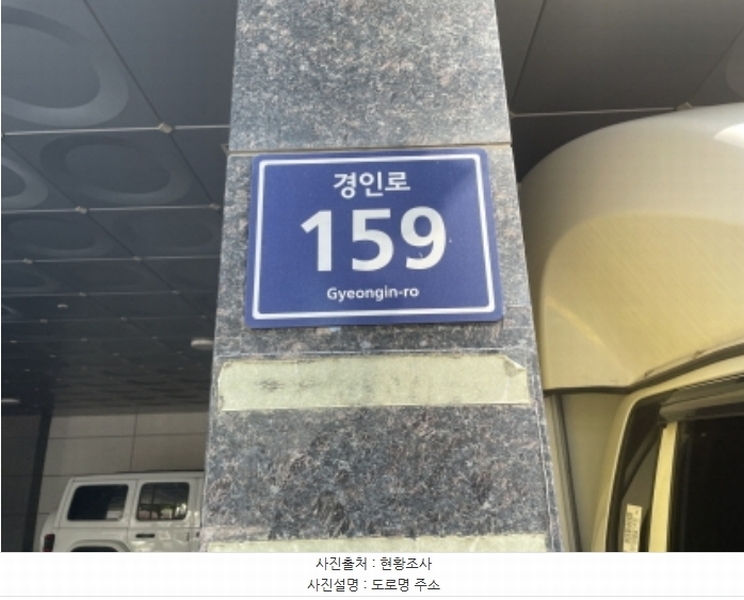 경인로
159
Gyeongin-ro
사진출처 : 현황조사
사진설명 : 도로명 주소